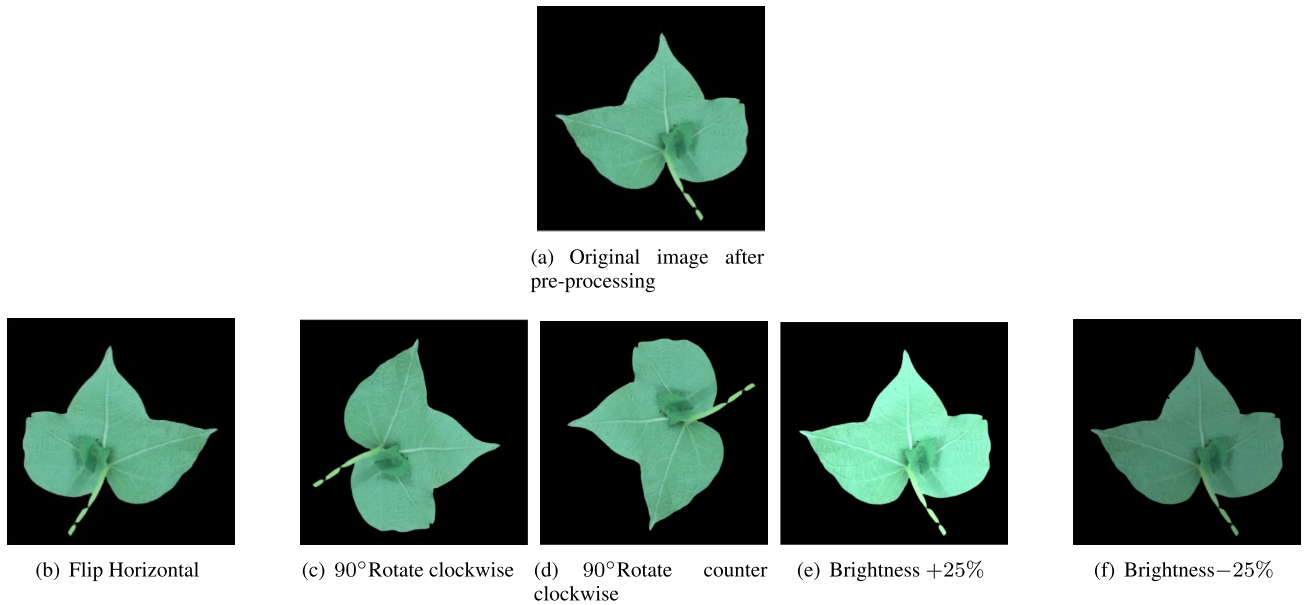 (a) Original image after
pre-processing
(b) Flip Horizontal
(c) 90°Rotate clockwise
(d) 90°Rotate counter
clockwise
(e) Brightness +25%
(f) Brightness−25%